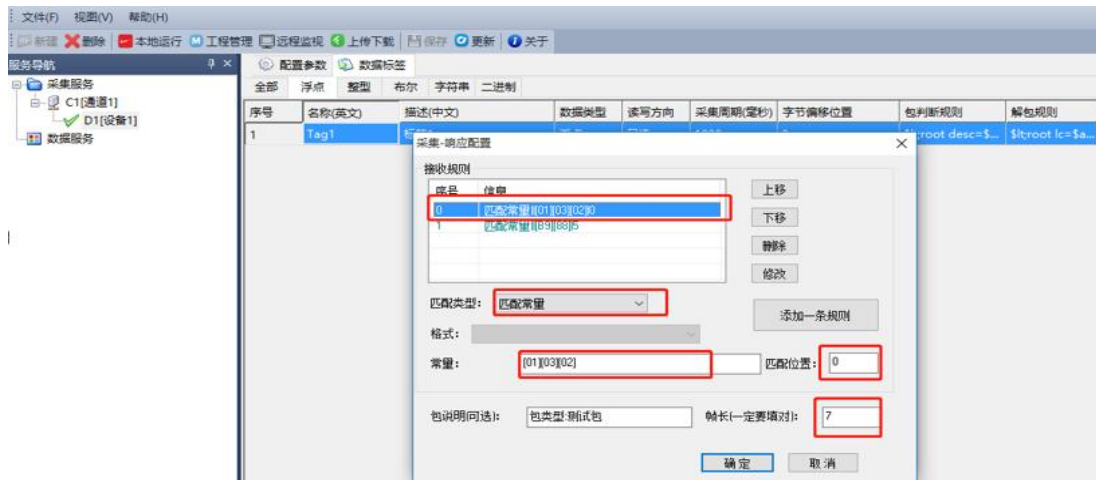 文件(F) 视图(V) 帮助(H)
新建 删除 本地运行 工程管理 远程监视 上传下载 保存 更新 关于
服务导航
配置参数 数据标签
采集服务
C1[通道1]
D1[设备1]
数据服务
全部 浮点 整型 布尔 字符串 二进制
序号 名称(英文) 描述(中文) 数据类型 读写方向 采集周期(毫秒) 字节偏移位置 包判断规则 解包规则
1 Tag1 $lt;root lc=$a...
采集-响应配置
接收规则
序号 信息
0 匹配常量|[01][03][02]|0
1 匹配常量|[B9][88]|5
上移
下移
删除
修改
匹配类型: 匹配常量
添加一条规则
格式:
常量: [01][03][02] 匹配位置: 0
包说明(可选): 包类型:测试包 帧长(一定要填对): 7
确定 取消